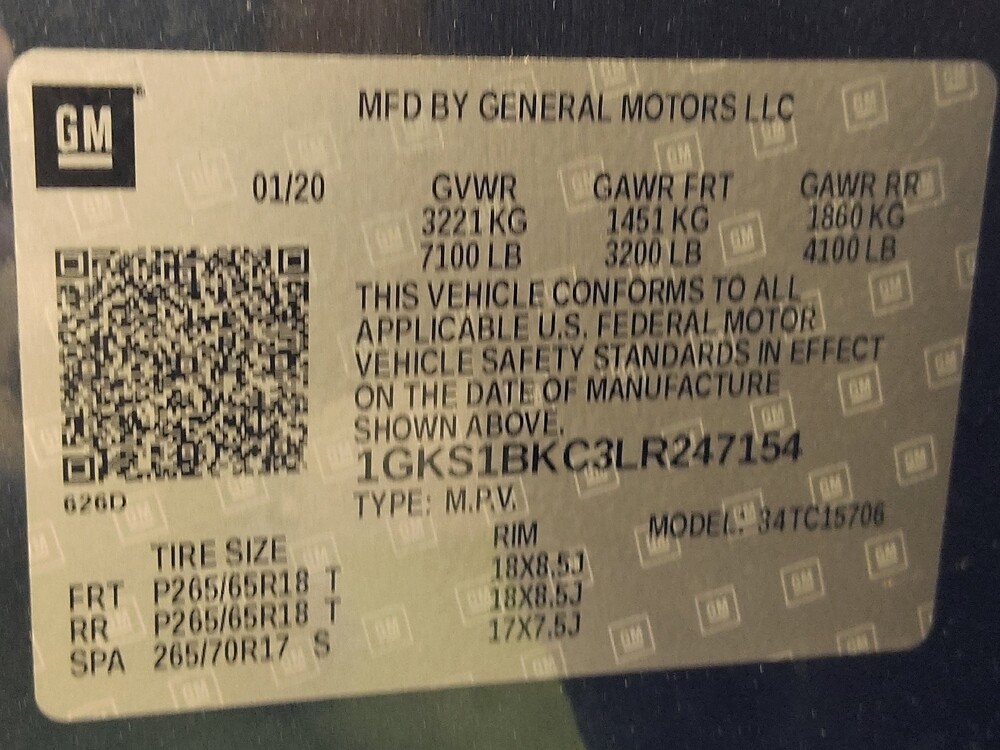 GM
MFD BY GENERAL MOTORS LLC
01/20 GVWR GAWR FRT GAWR RR
3221 KG 1451 KG 1860 KG
7100 LB 3200 LB 4100 LB
THIS VEHICLE CONFORMS TO ALL
APPLICABLE U.S. FEDERAL MOTOR
VEHICLE SAFETY STANDARDS IN EFFECT
ON THE DATE OF MANUFACTURE
SHOWN ABOVE.
1GKS1BKC3LR247154
626D
TYPE: M.P.V. MODEL: 34TC15706
TIRE SIZE RIM
FRT P265/65R18 T 18X8.5J
RR P265/65R18 T 18X8.5J
SPA 265/70R17 S 17X7.5J